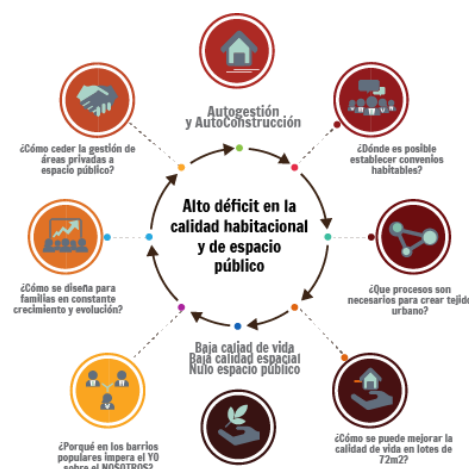 Autogestión
y AutoConstrucción
¿Cómo ceder la gestión de
áreas privadas a
espacio público?
¿Dónde es posible
establecer convenios
habitables?
Alto déficit en la
calidad habitacional
y de espacio
público
¿Cómo se diseña para
familias en constante
crecimiento y evolución?
¿Que procesos son
necesarios para crear tejido
urbano?
Baja caliad de vida
Baja calidad espacial
Nulo espacio público
¿Porqué en los barrios
populares impera el YO
sobre el NOSOTROS?
¿Cómo se puede mejorar la
calidad de vida en lotes de
72m2?